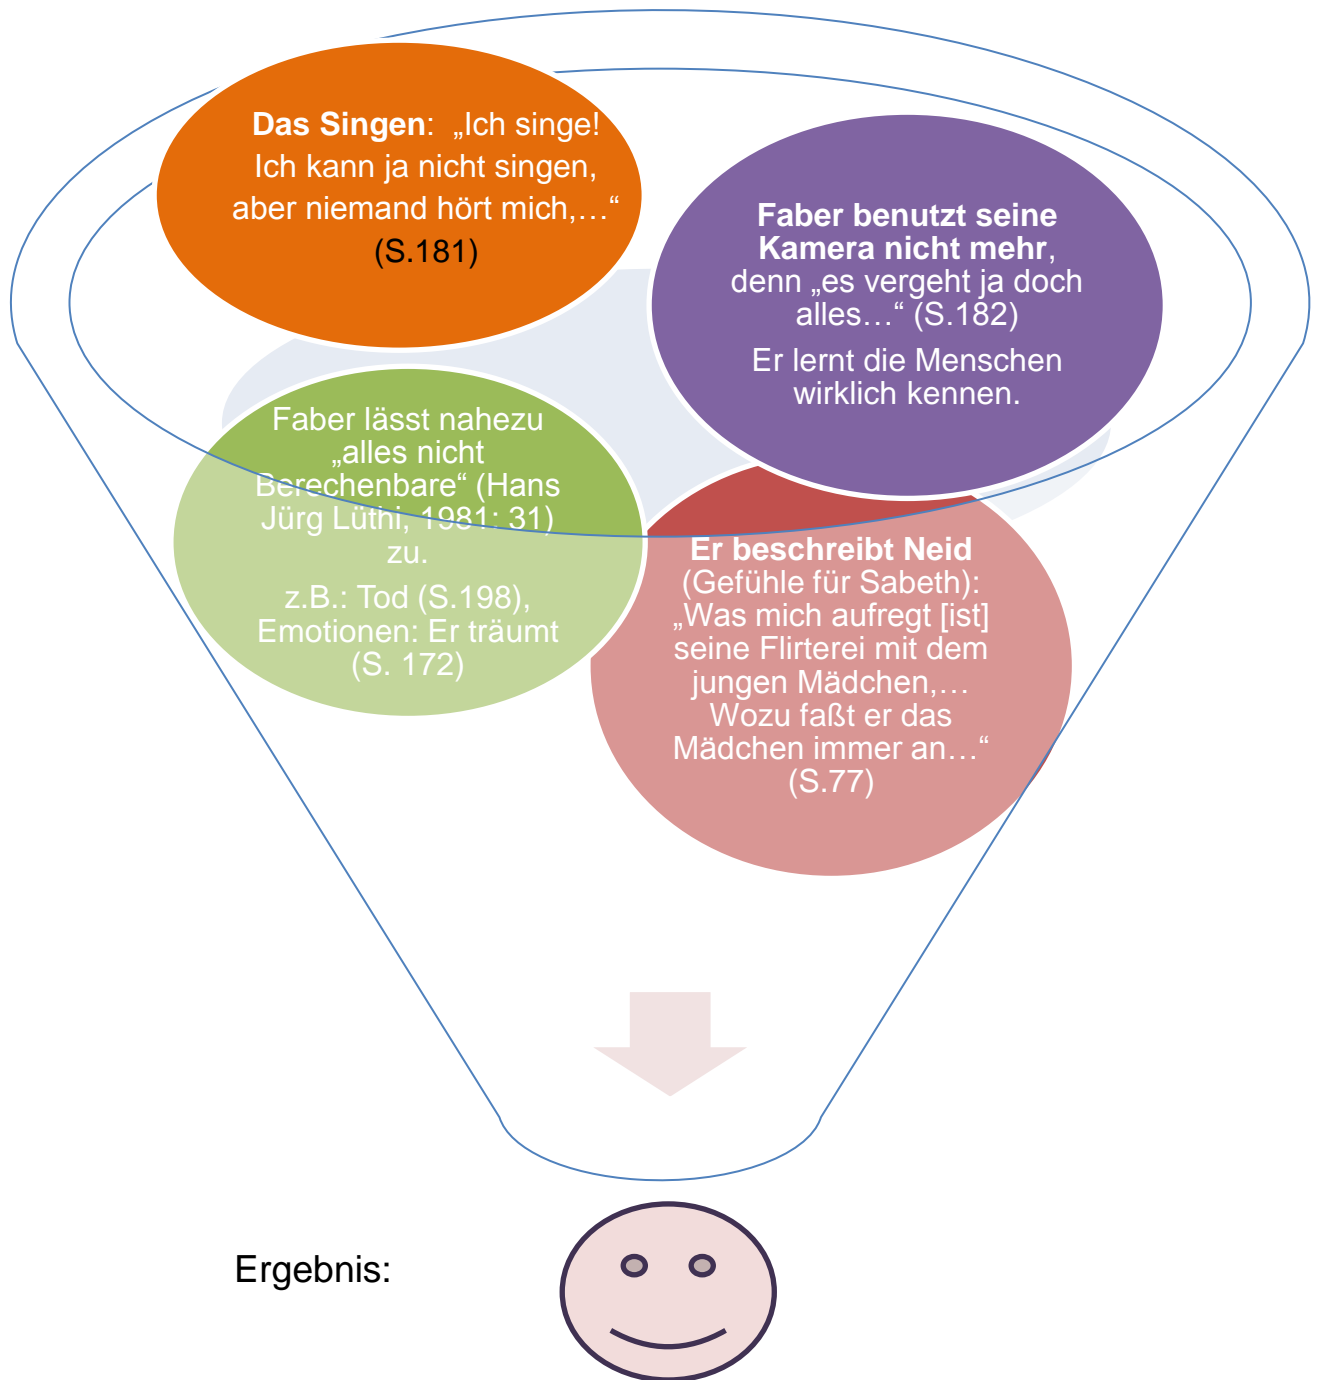 Das Singen: „Ich singe!
Ich kann ja nicht singen,
aber niemand hört mich,…“
(S.181)
Faber benutzt seine
Kamera nicht mehr,
denn „es vergeht ja doch
alles…“ (S.182)
Er lernt die Menschen
wirklich kennen.
Faber lässt nahezu
„alles nicht
Berechenbare“ (Hans
Jürg Lüthi, 1981: 31)
zu.
z.B.: Tod (S.198),
Emotionen: Er träumt
(S. 172)
Er beschreibt Neid
(Gefühle für Sabeth):
„Was mich aufregt [ist]
seine Flirterei mit dem
jungen Mädchen,…
Wozu faßt er das
Mädchen immer an…“
(S.77)
Ergebnis: